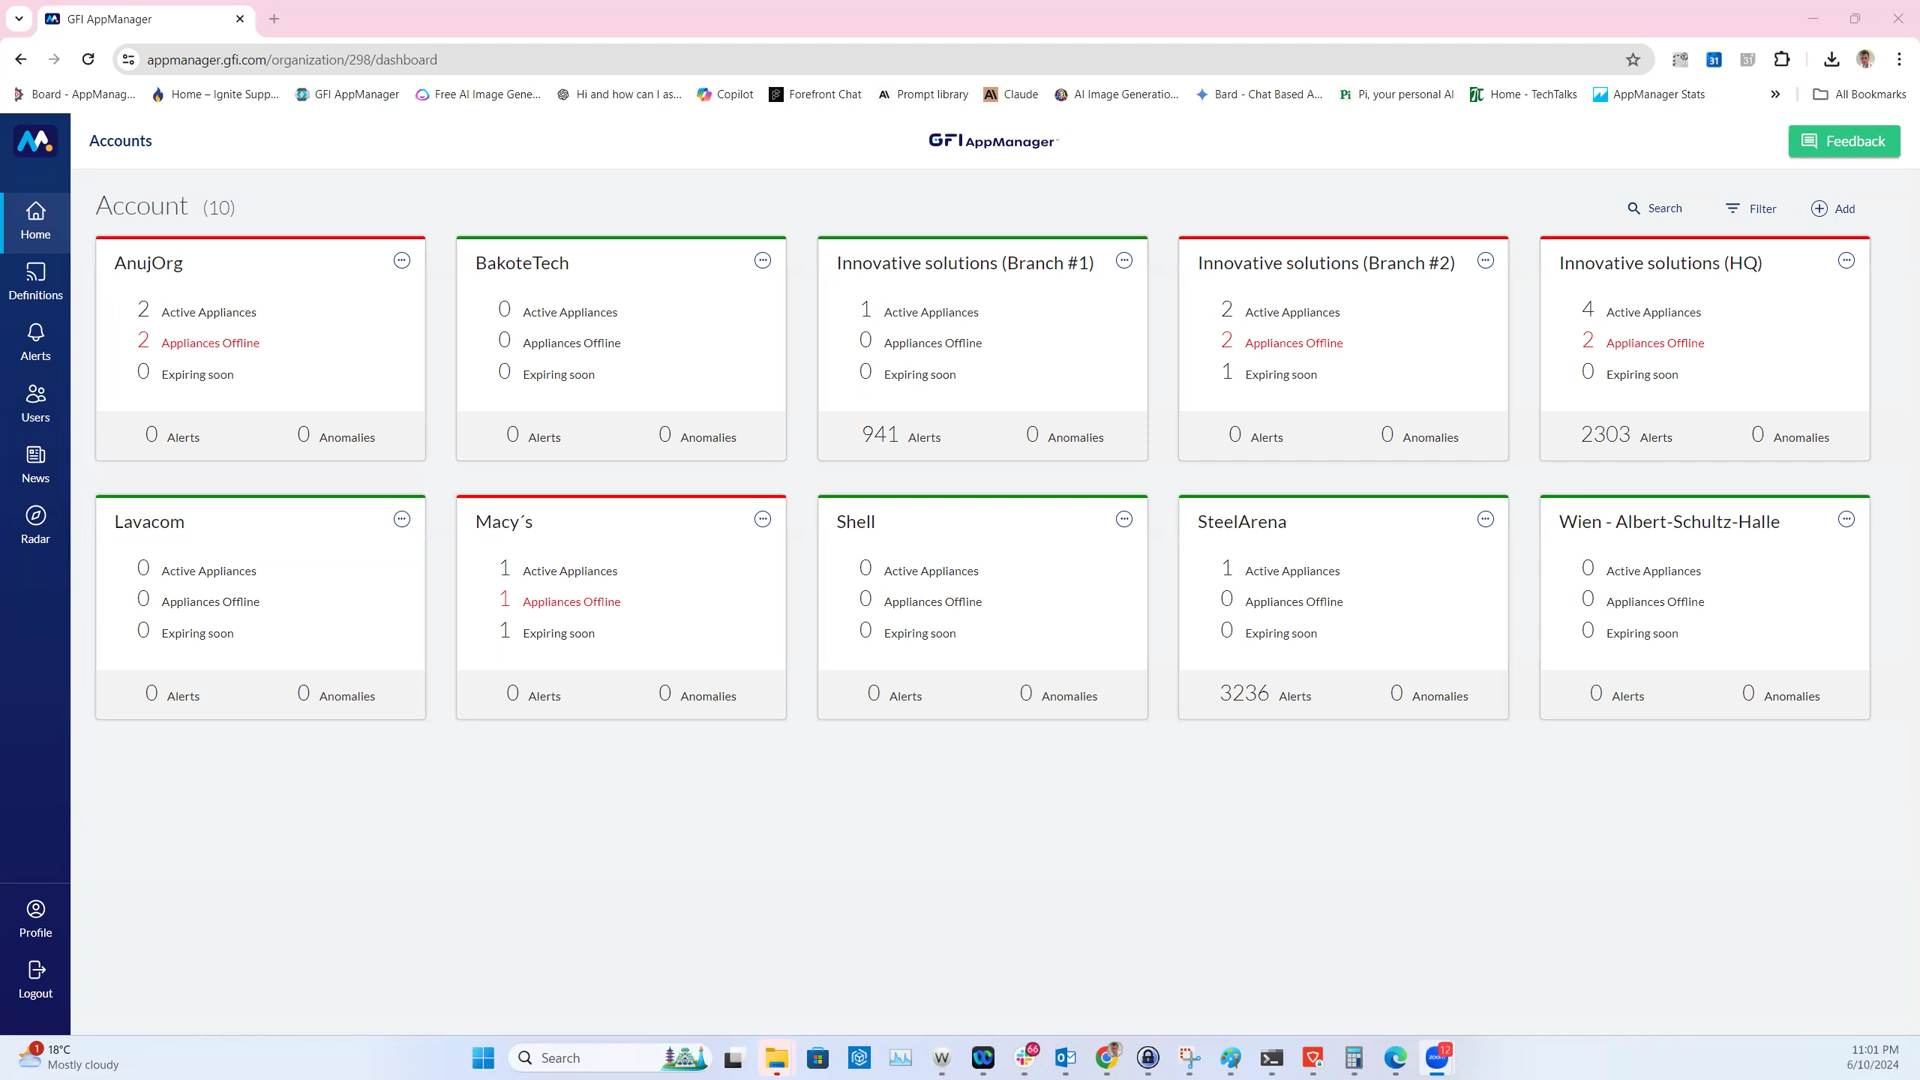 GFI AppManager
appmanager.gfi.com/organization/298/dashboard
31
Board - AppManag...
Home – Ignite Supp...
GFI AppManager
Free AI Image Gene...
Hi and how can I as...
Copilot
Forefront Chat
Prompt library
Claude
AI Image Generatio...
Bard - Chat Based A...
Pi, your personal AI
Home - TechTalks
AppManager Stats
All Bookmarks
Accounts
GFI AppManager
Feedback
Account (10)
Search
Filter
Add
Home
Definitions
Alerts
Users
News
Radar
Profile
Logout
AnujOrg
2 Active Appliances
2 Appliances Offline
0 Expiring soon
0 Alerts 0 Anomalies
BakoteTech
0 Active Appliances
0 Appliances Offline
0 Expiring soon
0 Alerts 0 Anomalies
Innovative solutions (Branch #1)
1 Active Appliances
0 Appliances Offline
0 Expiring soon
941 Alerts 0 Anomalies
Innovative solutions (Branch #2)
2 Active Appliances
2 Appliances Offline
1 Expiring soon
0 Alerts 0 Anomalies
Innovative solutions (HQ)
4 Active Appliances
2 Appliances Offline
0 Expiring soon
2303 Alerts 0 Anomalies
Lavacom
0 Active Appliances
0 Appliances Offline
0 Expiring soon
0 Alerts 0 Anomalies
Macy´s
1 Active Appliances
1 Appliances Offline
1 Expiring soon
0 Alerts 0 Anomalies
Shell
0 Active Appliances
0 Appliances Offline
0 Expiring soon
0 Alerts 0 Anomalies
SteelArena
1 Active Appliances
0 Appliances Offline
0 Expiring soon
3236 Alerts 0 Anomalies
Wien - Albert-Schultz-Halle
0 Active Appliances
0 Appliances Offline
0 Expiring soon
0 Alerts 0 Anomalies
1
18°C
Mostly cloudy
Search
66
12
zoom
11:01 PM
6/10/2024